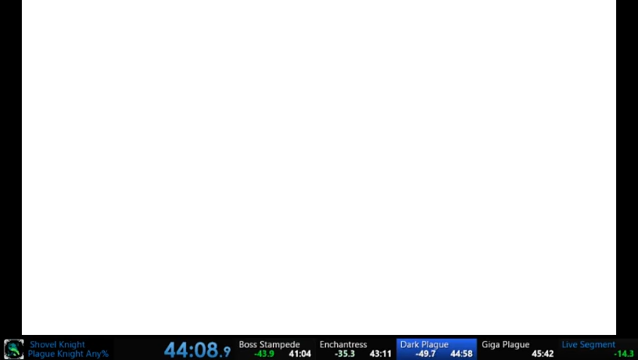 Shovel Knight
Plague Knight Any%
44:08.9
Boss Stampede
-43.9 41:04
Enchantress
-35.3 43:11
Dark Plague
-49.7 44:58
Giga Plague
45:42
Live Segment
-14.3